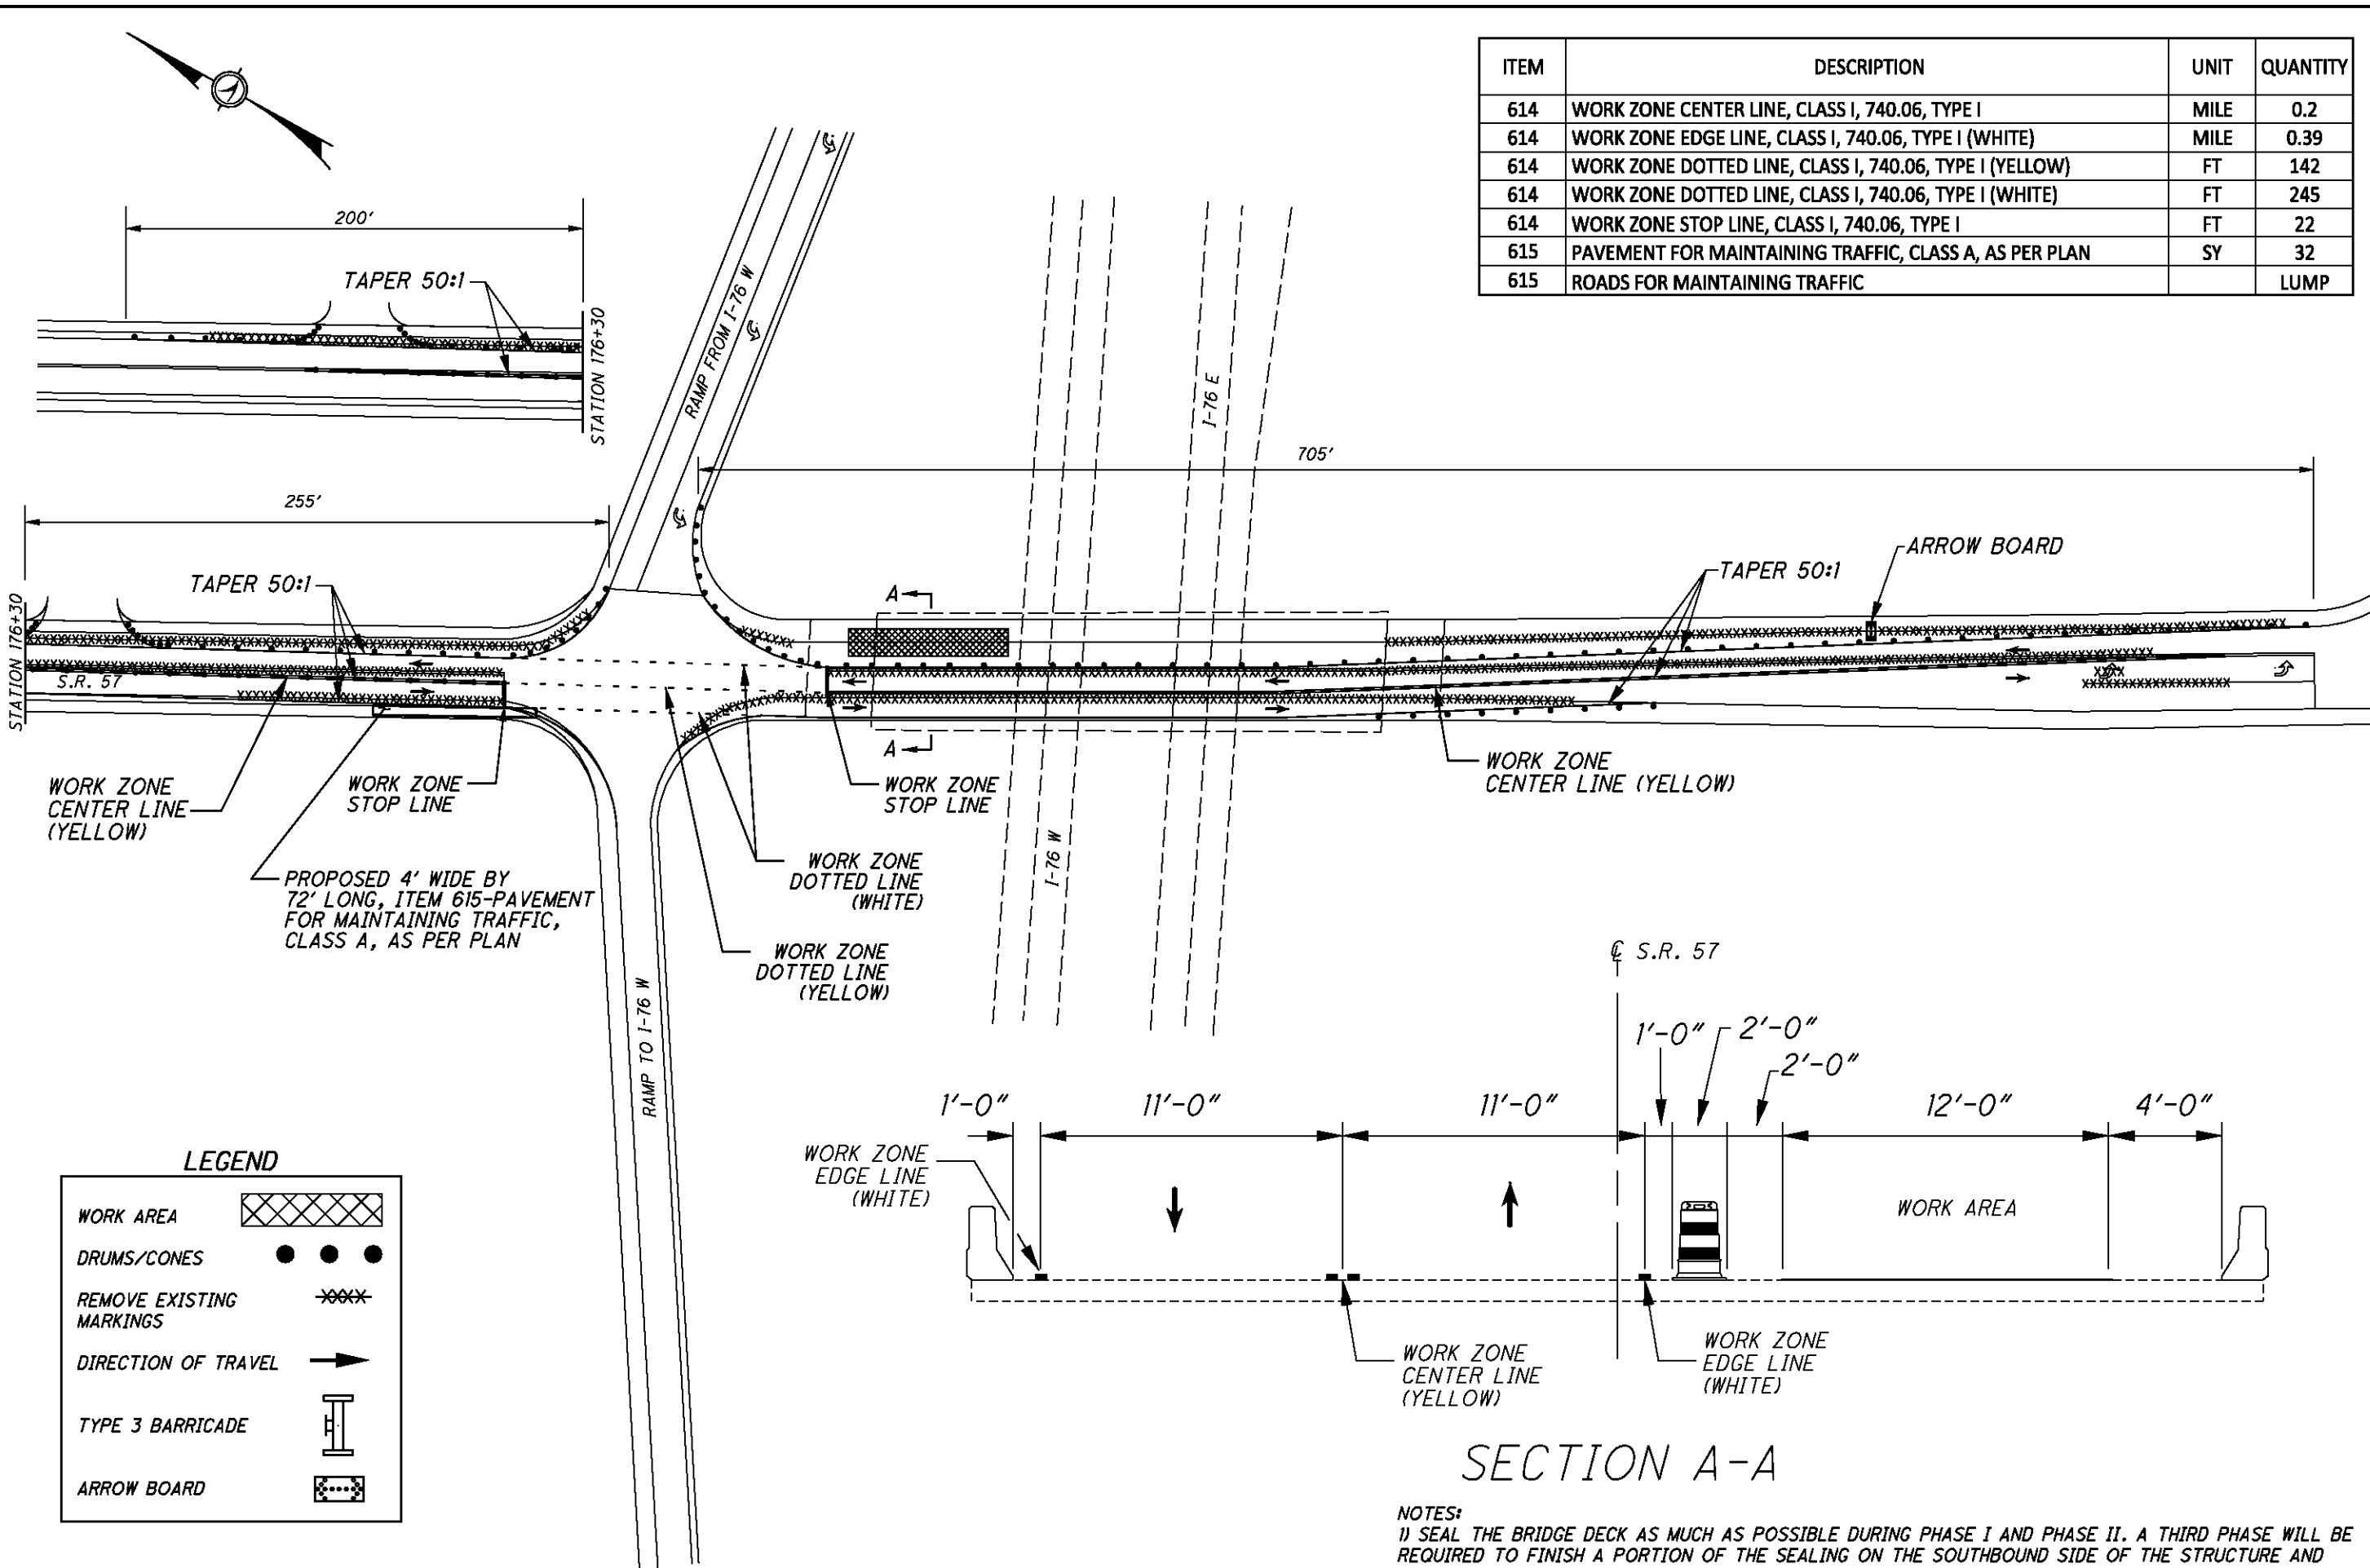 ITEM DESCRIPTION UNIT QUANTITY
614 WORK ZONE CENTER LINE, CLASS I, 740.06, TYPE I MILE 0.2
614 WORK ZONE EDGE LINE, CLASS I, 740.06, TYPE I (WHITE) MILE 0.39
614 WORK ZONE DOTTED LINE, CLASS I, 740.06, TYPE I (YELLOW) FT 142
614 WORK ZONE DOTTED LINE, CLASS I, 740.06, TYPE I (WHITE) FT 245
614 WORK ZONE STOP LINE, CLASS I, 740.06, TYPE I FT 22
615 PAVEMENT FOR MAINTAINING TRAFFIC, CLASS A, AS PER PLAN SY 32
615 ROADS FOR MAINTAINING TRAFFIC LUMP
200'
TAPER 50:1
STATION 176+30
RAMP FROM I-76 W
I-76 E
705'
255'
ARROW BOARD
TAPER 50:1
TAPER 50:1
A
STATION 176+30
S.R. 57
A
WORK ZONE
CENTER LINE
(YELLOW)
WORK ZONE
STOP LINE
WORK ZONE
STOP LINE
WORK ZONE
CENTER LINE (YELLOW)
I-76 W
PROPOSED 4' WIDE BY
72' LONG, ITEM 615-PAVEMENT
FOR MAINTAINING TRAFFIC,
CLASS A, AS PER PLAN
WORK ZONE
DOTTED LINE
(WHITE)
WORK ZONE
DOTTED LINE
(YELLOW)
RAMP TO I-76 W
℄ S.R. 57
1'-0" 2'-0"
2'-0"
1'-0" 11'-0" 11'-0" 12'-0" 4'-0"
WORK ZONE
EDGE LINE
(WHITE)
WORK AREA
WORK ZONE
CENTER LINE
(YELLOW)
WORK ZONE
EDGE LINE
(WHITE)
SECTION A-A
LEGEND
WORK AREA
DRUMS/CONES
REMOVE EXISTING
MARKINGS
DIRECTION OF TRAVEL
TYPE 3 BARRICADE
ARROW BOARD
NOTES:
1) SEAL THE BRIDGE DECK AS MUCH AS POSSIBLE DURING PHASE I AND PHASE II. A THIRD PHASE WILL BE
REQUIRED TO FINISH A PORTION OF THE SEALING ON THE SOUTHBOUND SIDE OF THE STRUCTURE AND